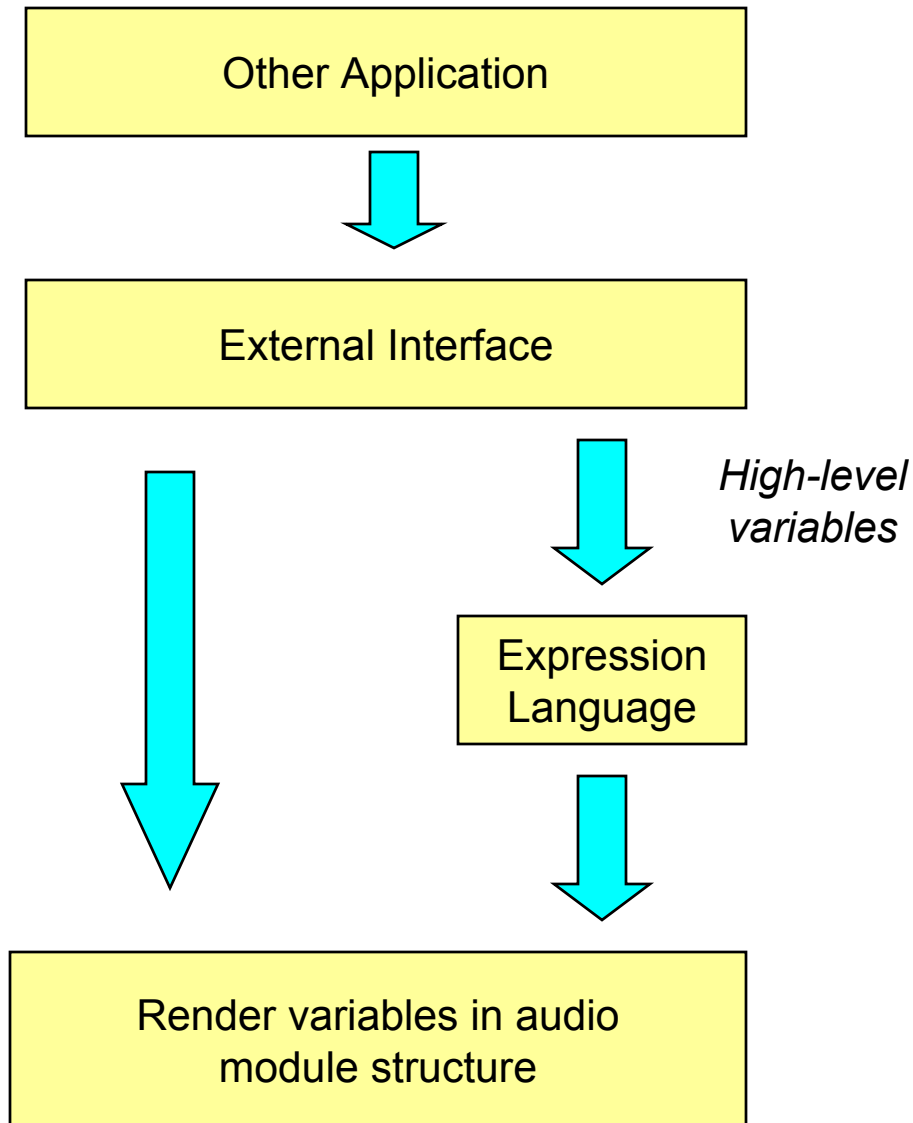 Other Application
External Interface
High-level
variables
Expression
Language
Render variables in audio
module structure